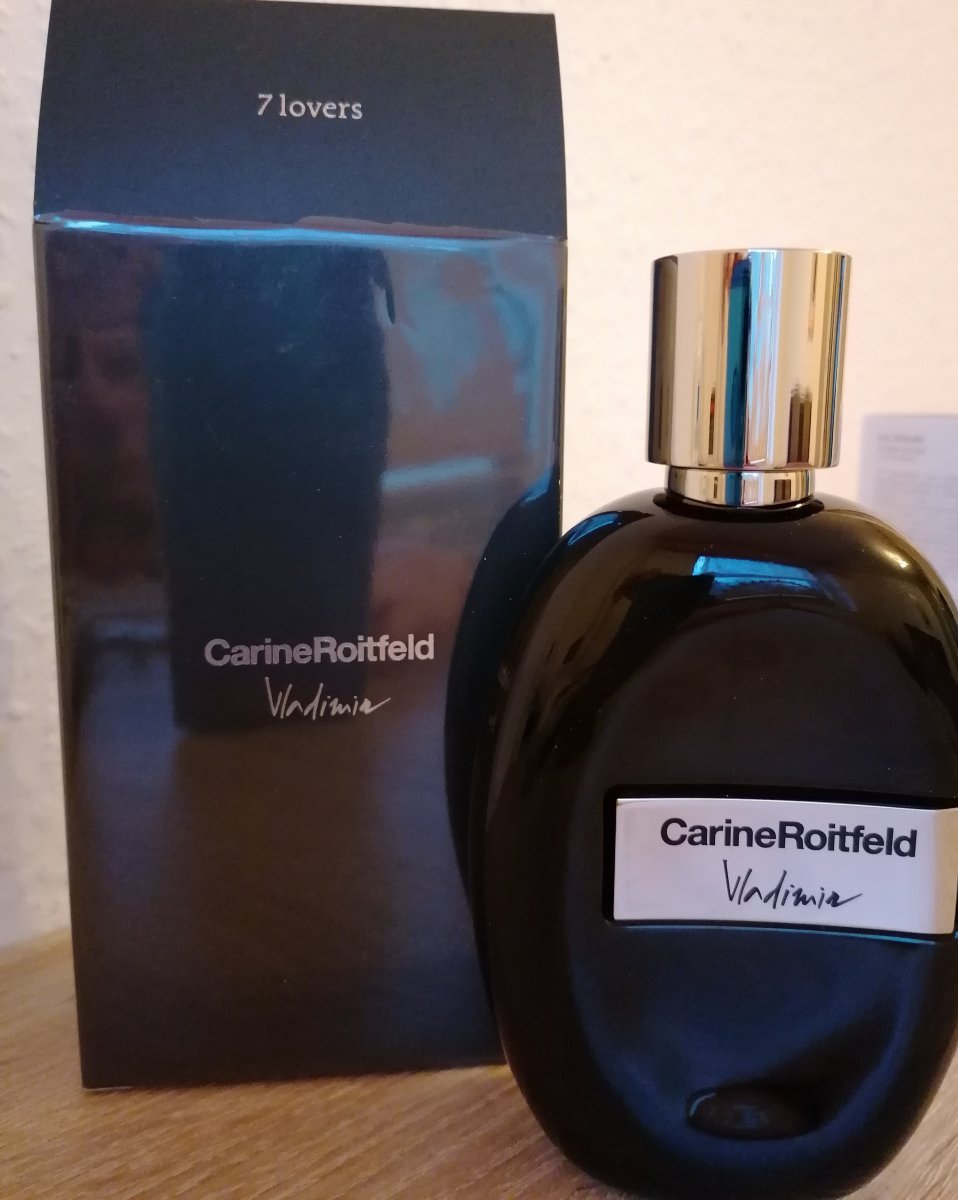 7 lovers
CarineRoitfeld
Vladimir
CarineRoitfeld
Vladimir